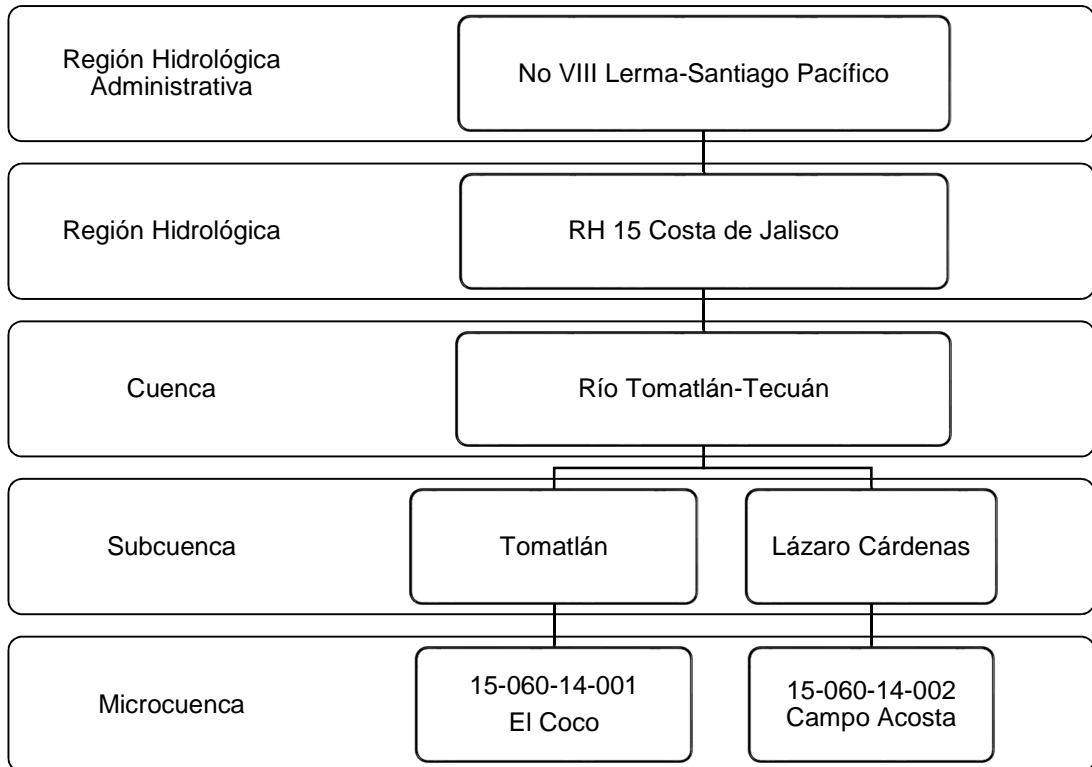 Región Hidrológica
Administrativa
No VIII Lerma-Santiago Pacífico
Región Hidrológica
RH 15 Costa de Jalisco
Cuenca
Río Tomatlán-Tecuán
Subcuenca
Tomatlán
Lázaro Cárdenas
Microcuenca
15-060-14-001
El Coco
15-060-14-002
Campo Acosta